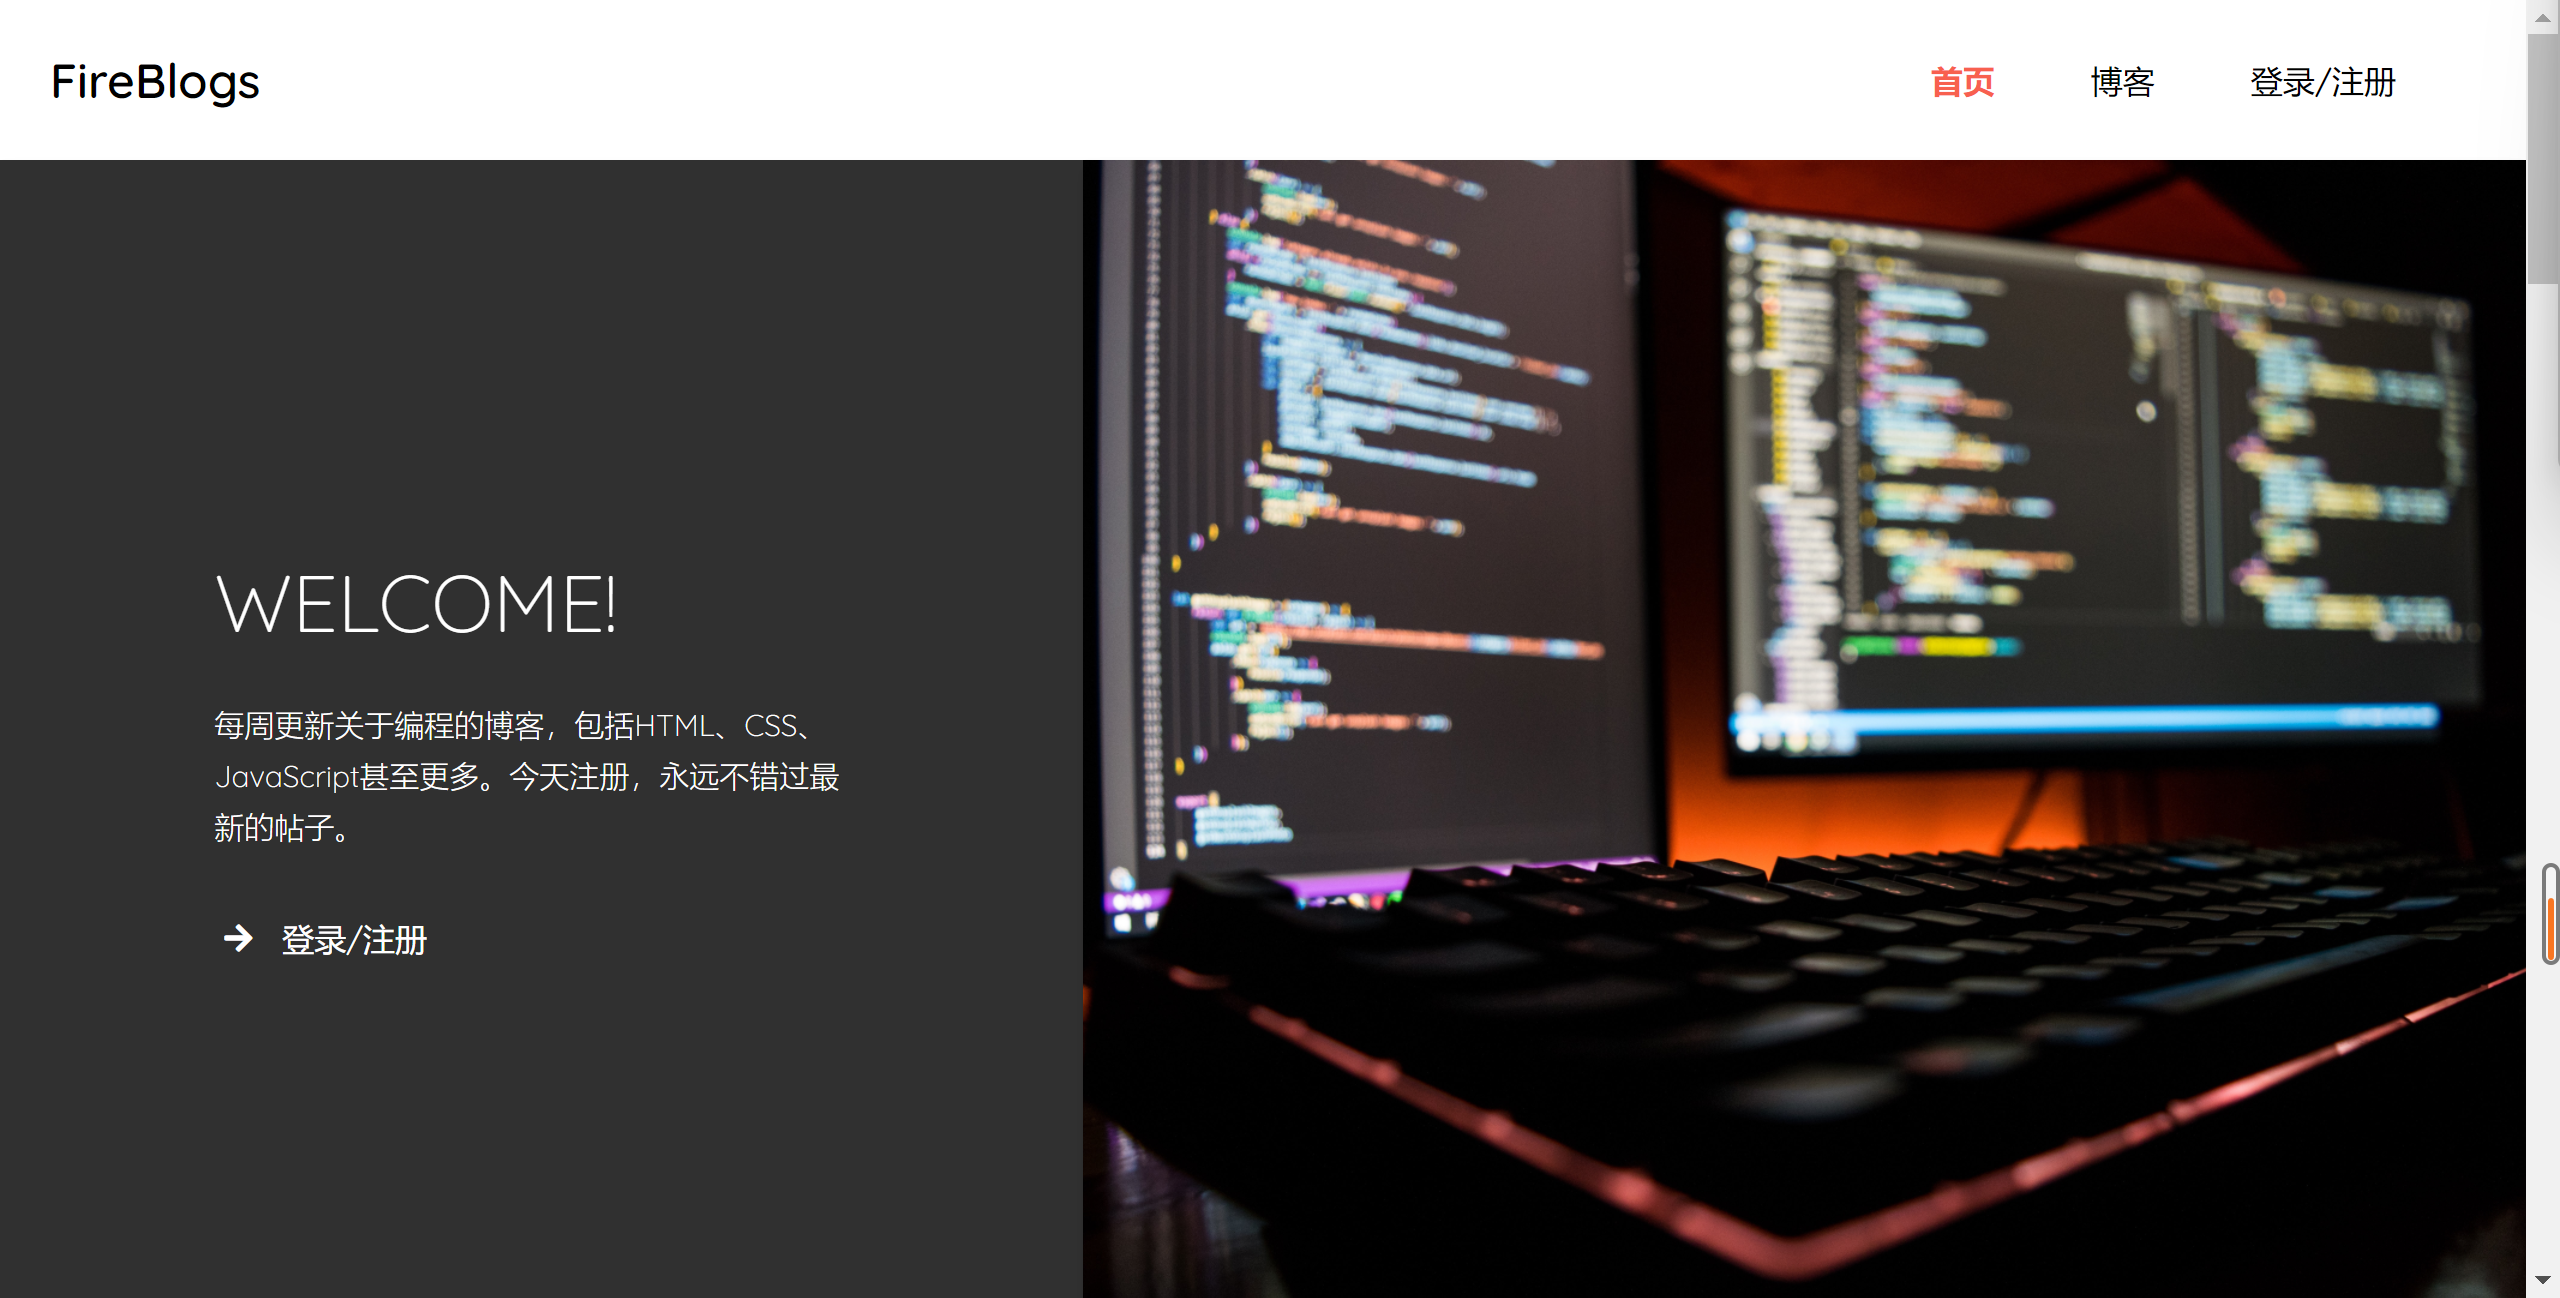 FireBlogs
首页 博客 登录/注册
WELCOME!
每周更新关于编程的博客，包括HTML、CSS、
JavaScript甚至更多。今天注册，永远不错过最
新的帖子。
登录/注册